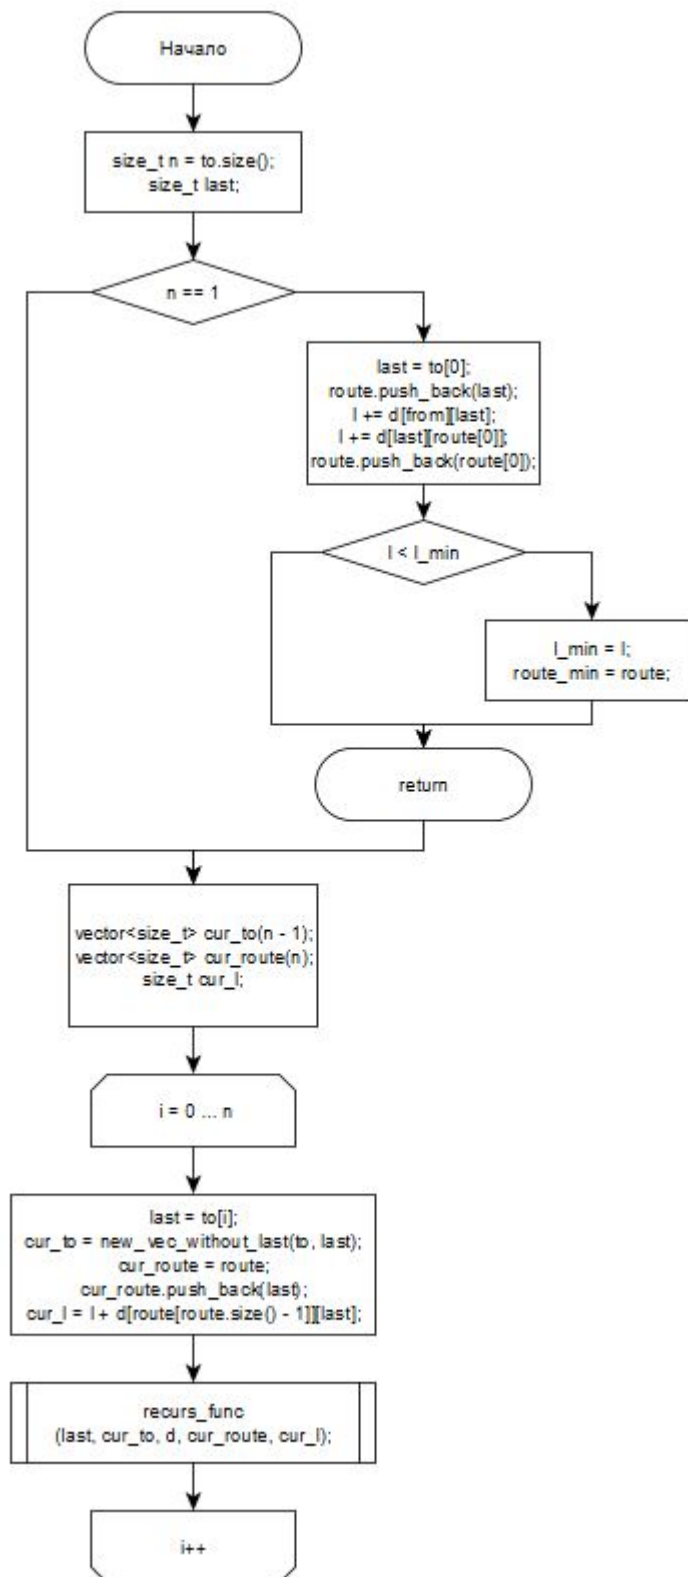 Начало
size_t n = to.size();
size_t last;
n == 1
last = to[0];
route.push_back(last);
l += d[from][last];
l += d[last][route[0]];
route.push_back(route[0]);
l < l_min
l_min = l;
route_min = route;
return
vector<size_t> cur_to(n - 1);
vector<size_t> cur_route(n);
size_t cur_l;
i = 0 ... n
last = to[i];
cur_to = new_vec_without_last(to, last);
cur_route = route;
cur_route.push_back(last);
cur_l = l + d[route[route.size() - 1]][last];
recurs_func
(last, cur_to, d, cur_route, cur_l);
i++